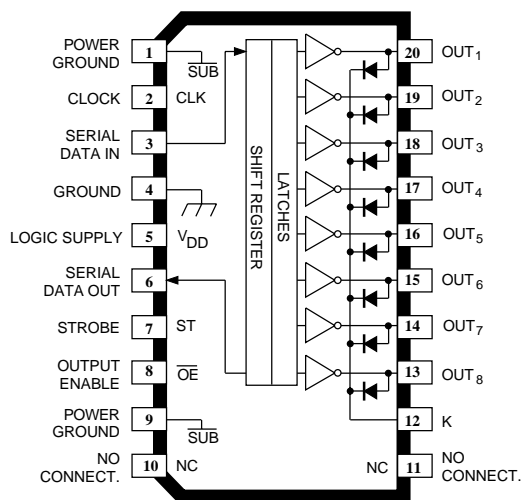 POWER
GROUND
1
SUB
CLOCK
2
CLK
SERIAL
DATA IN
3
GROUND
4
LOGIC SUPPLY
5
VDD
SERIAL
DATA OUT
6
STROBE
7
ST
OUTPUT
ENABLE
8
OE
POWER
GROUND
9
SUB
NO
CONNECT.
10
NC
SHIFT REGISTER
LATCHES
20
OUT1
19
OUT2
18
OUT3
17
OUT4
16
OUT5
15
OUT6
14
OUT7
13
OUT8
12
K
NC
11
NO
CONNECT.